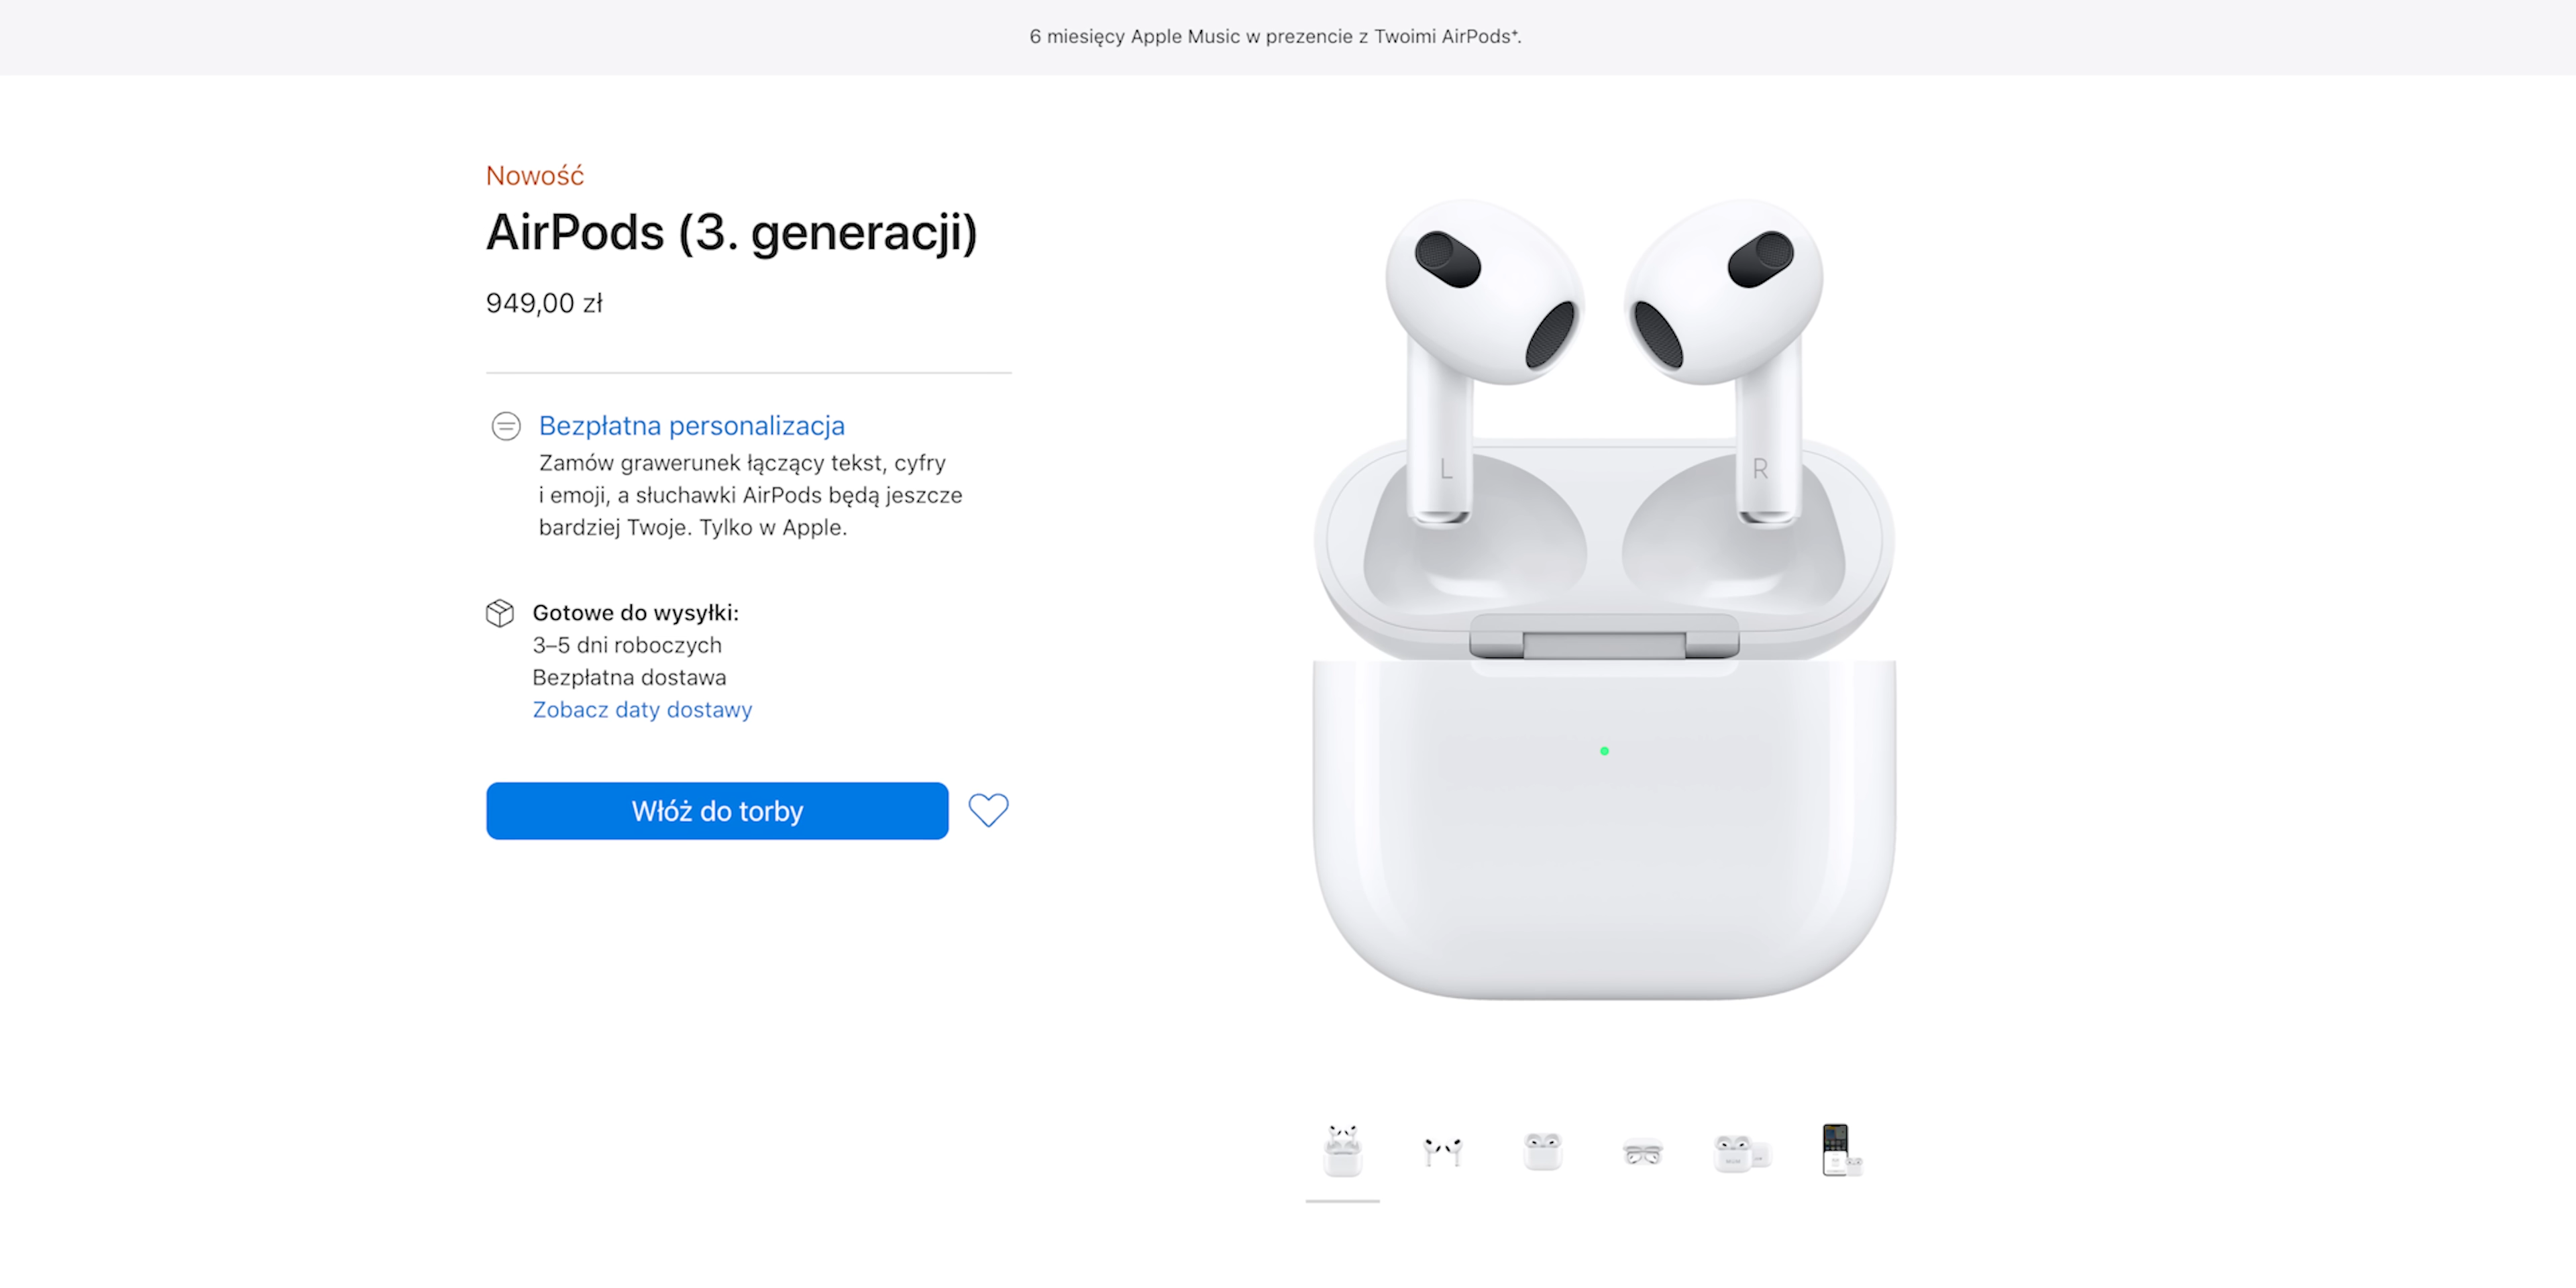 6 miesięcy Apple Music w prezencie z Twoimi AirPods⁺.
Nowość
AirPods (3. generacji)
949,00 zł
Bezpłatna personalizacja
Zamów grawerunek łączący tekst, cyfry
i emoji, a słuchawki AirPods będą jeszcze
bardziej Twoje. Tylko w Apple.
Gotowe do wysyłki:
3–5 dni roboczych
Bezpłatna dostawa
Zobacz daty dostawy
Włóż do torby
L
R